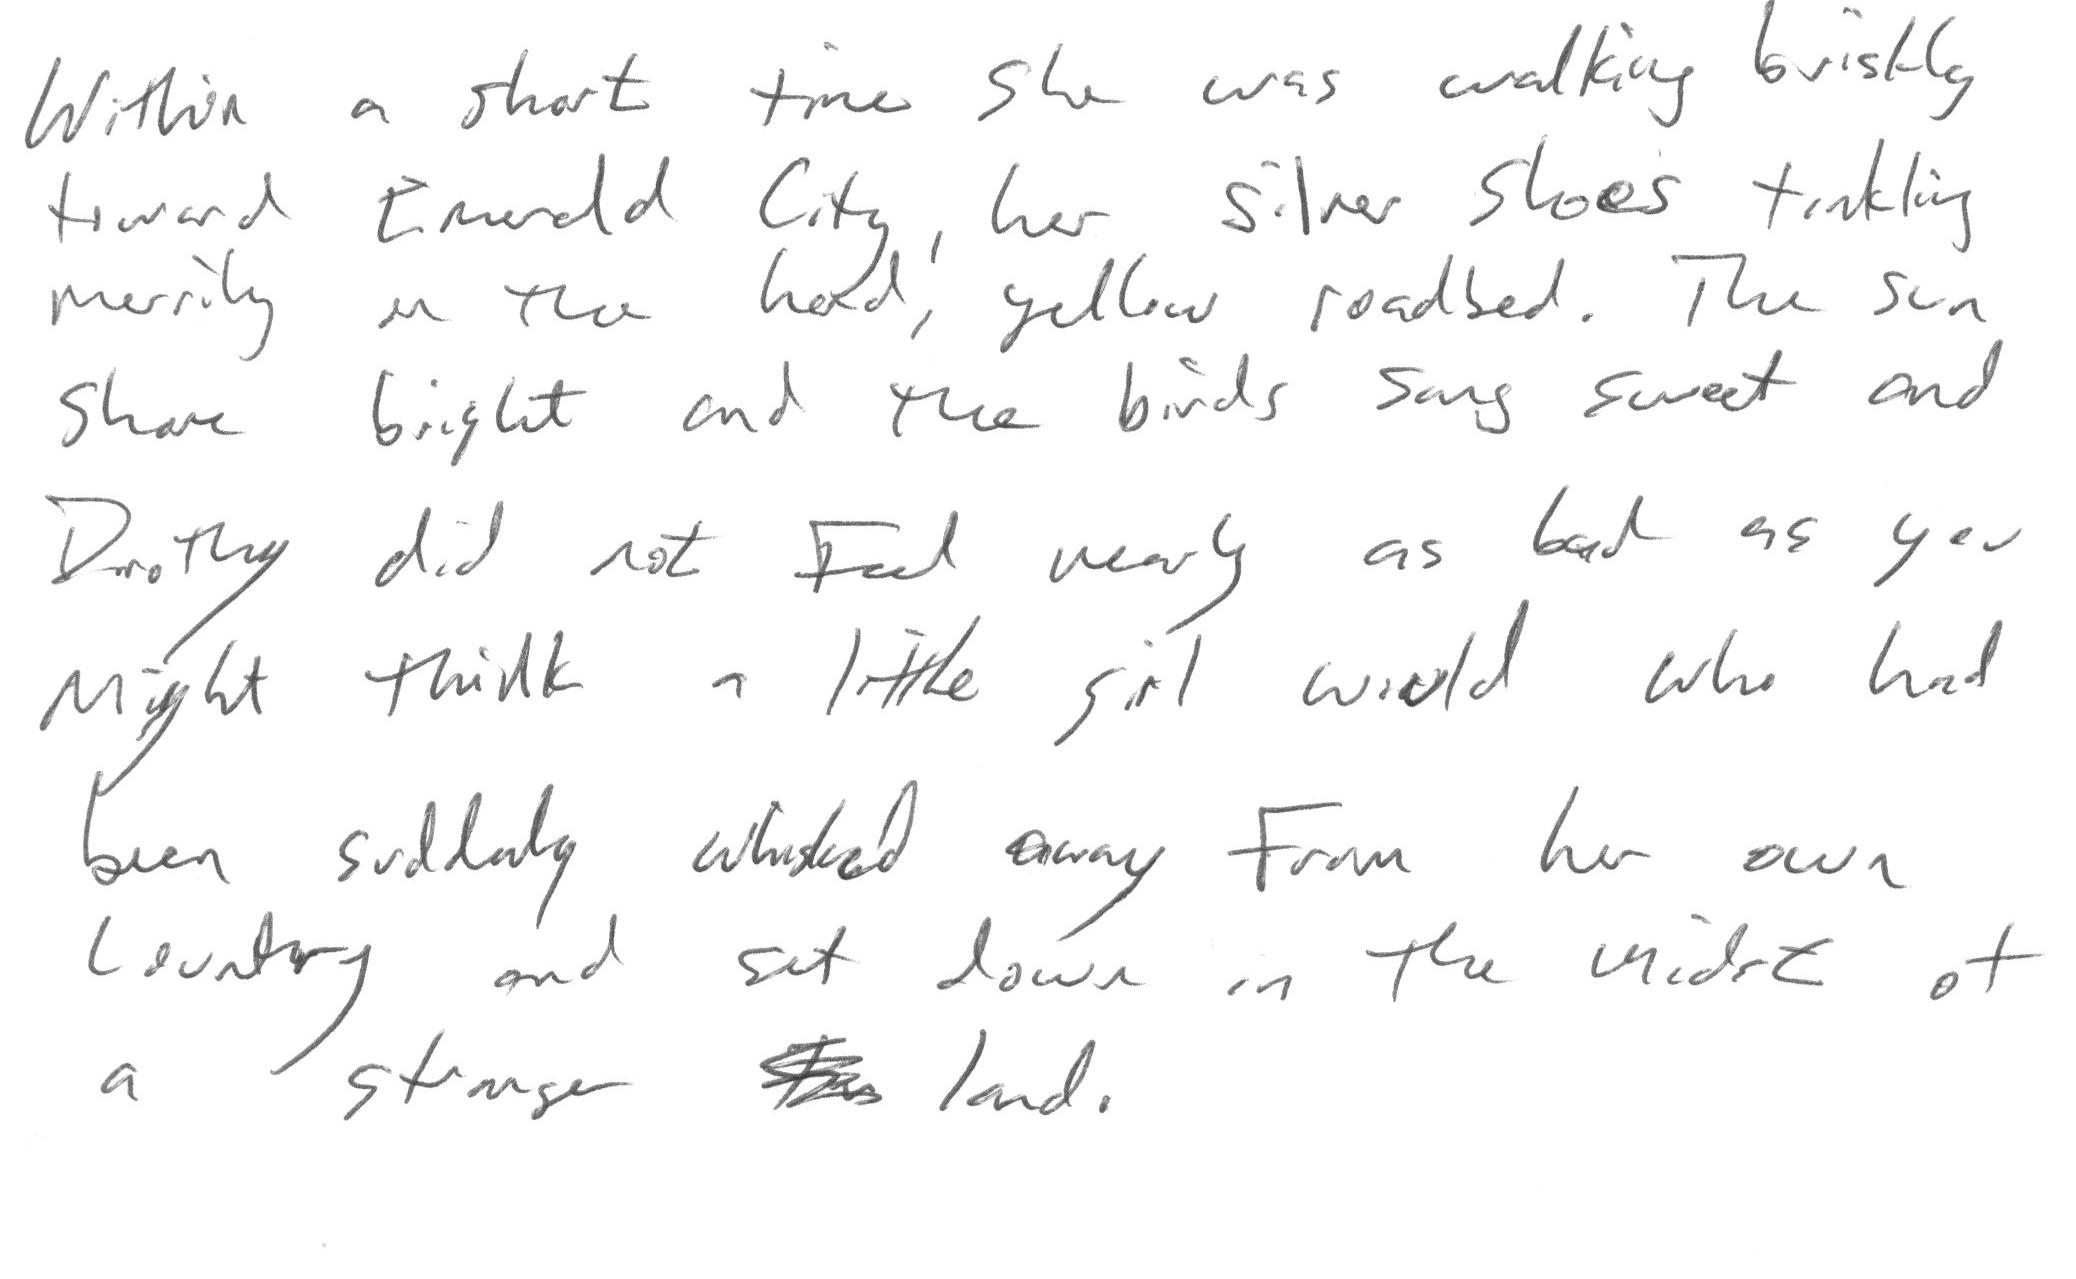 Within a short time she was walking briskly
toward Emerald City, her silver shoes tinkling
merrily on the hard, yellow roadbed. The sun
shone bright and the birds sang sweet and
Dorothy did not feel nearly as bad as you
might think a little girl would who had
been suddenly whisked away from her own
country and set down in the midst of
a strange land.